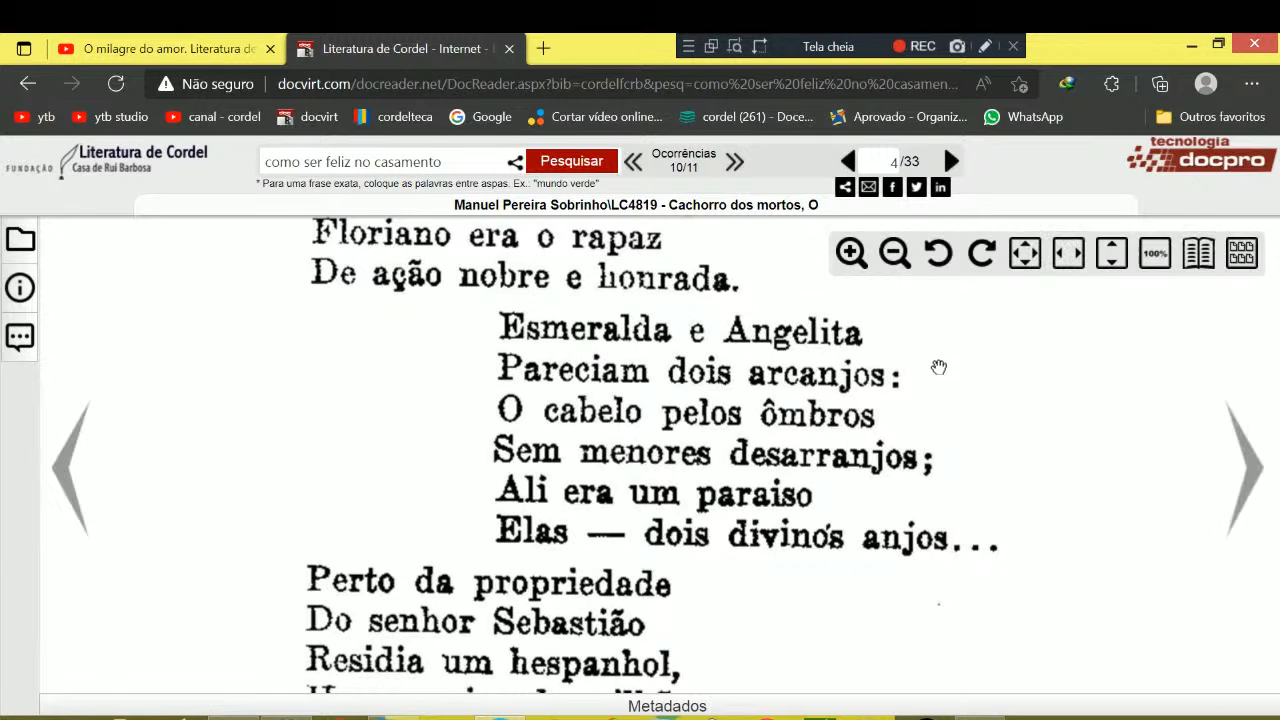 O milagre do amor. Literatura de
Literatura de Cordel - Internet -
Tela cheia
REC
Não seguro
docvirt.com/docreader.net/DocReader.aspx?bib=cordelfcrb&pesq=como%20ser%20feliz%20no%20casamen...
ytb
ytb studio
canal - cordel
docvirt
cordelteca
Google
Cortar vídeo online...
cordel (261) - Doce...
Aprovado - Organiz...
WhatsApp
Outros favoritos
FUNDAÇÃO
Literatura de Cordel
Casa de Rui Barbosa
como ser feliz no casamento
Pesquisar
Ocorrências
10/11
4 /33
tecnologia
docpro
* Para uma frase exata, coloque as palavras entre aspas. Ex.: "mundo verde"
Manuel Pereira Sobrinho\LC4819 - Cachorro dos mortos, O
100%
Floriano era o rapaz
De ação nobre e honrada.
Esmeralda e Angelita
Pareciam dois arcanjos:
O cabelo pelos ômbros
Sem menores desarranjos;
Ali era um paraiso
Elas — dois divinos anjos...
Perto da propriedade
Do senhor Sebastião
Residia um hespanhol,
Metadados